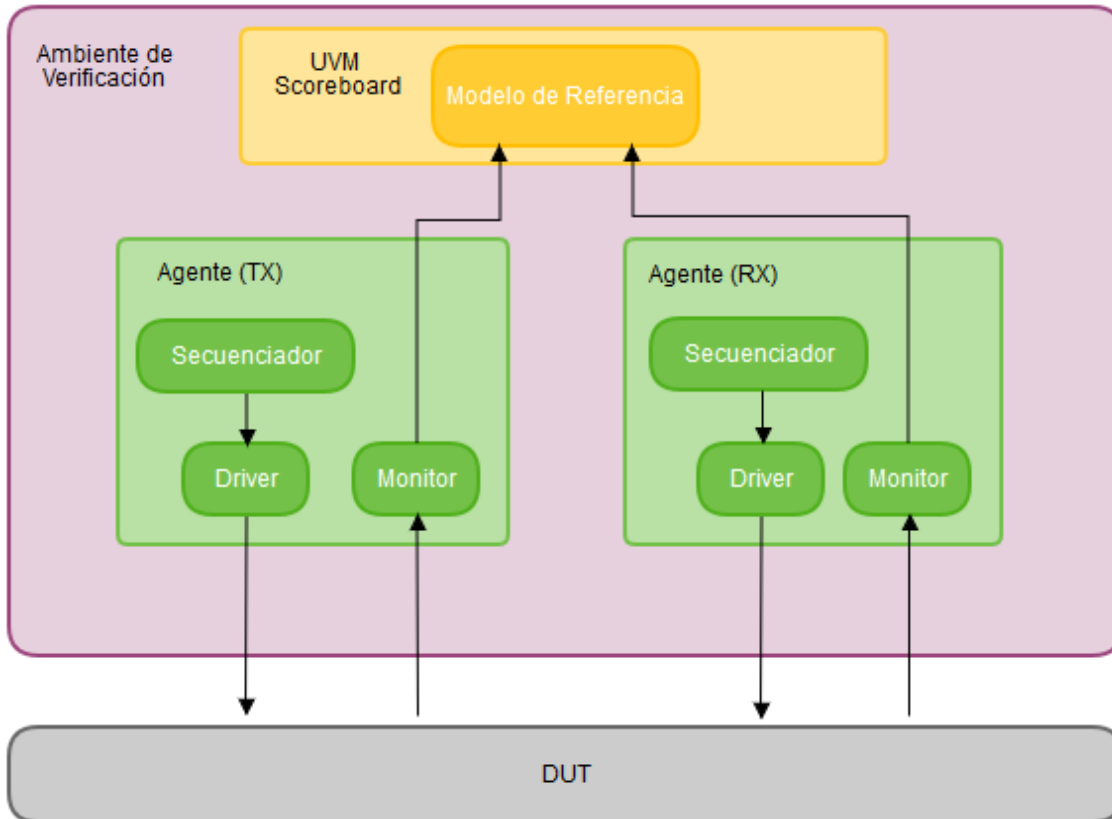 Ambiente de
Verificación
UVM
Scoreboard
Modelo de Referencia
Agente (TX)
Secuenciador
Driver
Monitor
Agente (RX)
Secuenciador
Driver
Monitor
DUT